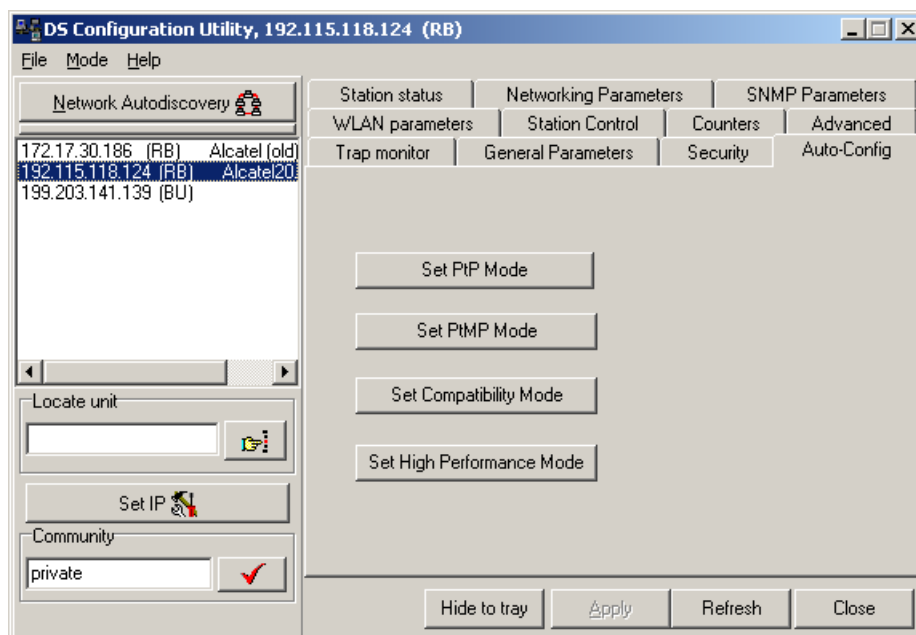 DS Configuration Utility, 192.115.118.124 (RB)
File Mode Help
Network Autodiscovery
172.17.30.186 (RB) Alcatel (old)
192.115.118.124 (RB) Alcatel20
199.203.141.139 (BU)
Locate unit
Set IP
Community
private
Station status Networking Parameters SNMP Parameters
WLAN parameters Station Control Counters Advanced
Trap monitor General Parameters Security Auto-Config
Set PtP Mode
Set PtMP Mode
Set Compatibility Mode
Set High Performance Mode
Hide to tray Apply Refresh Close